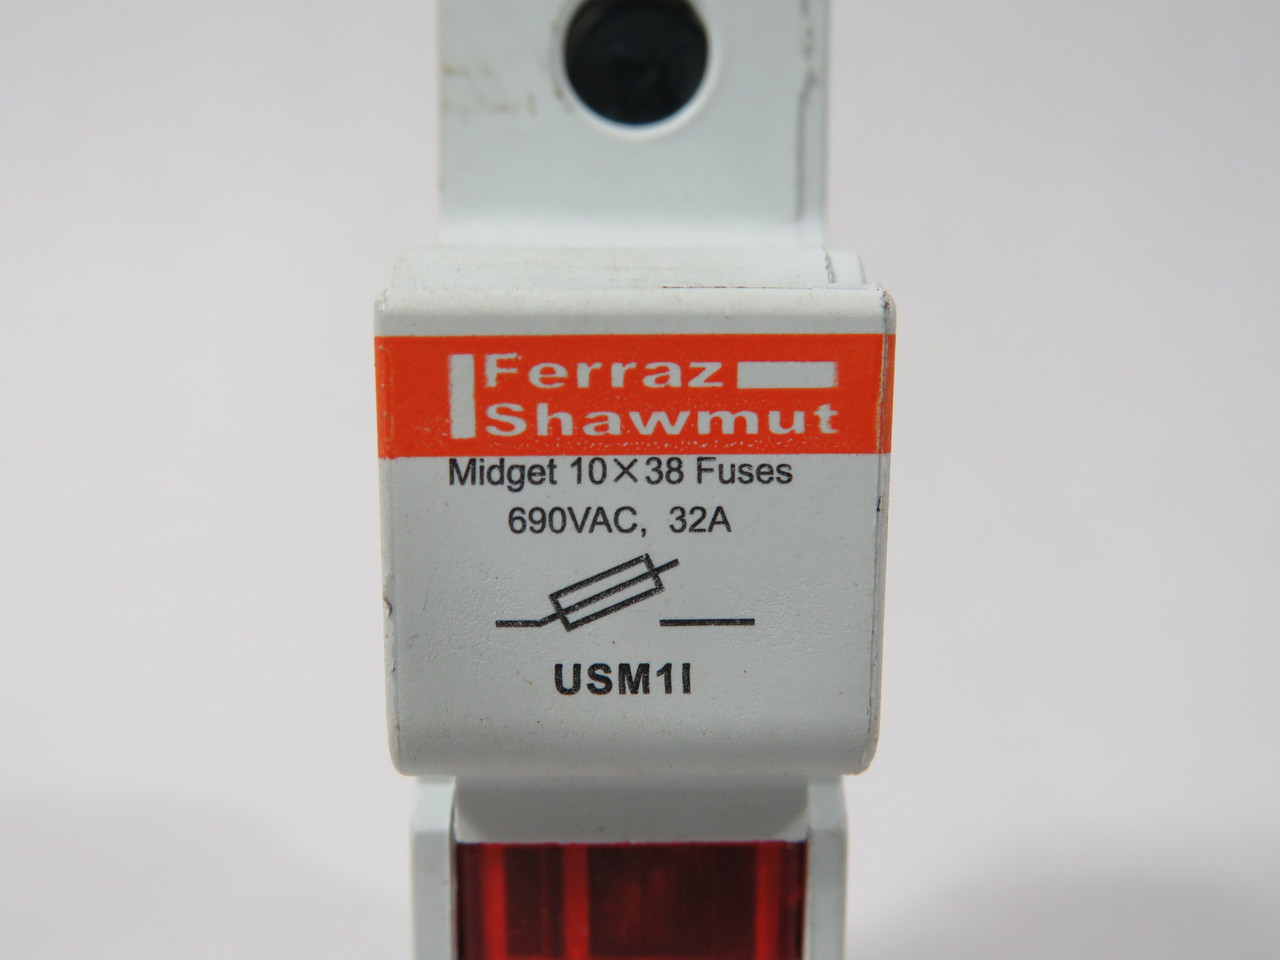 Ferraz
Shawmut
Midget 10×38 Fuses
690VAC, 32A
USM1I